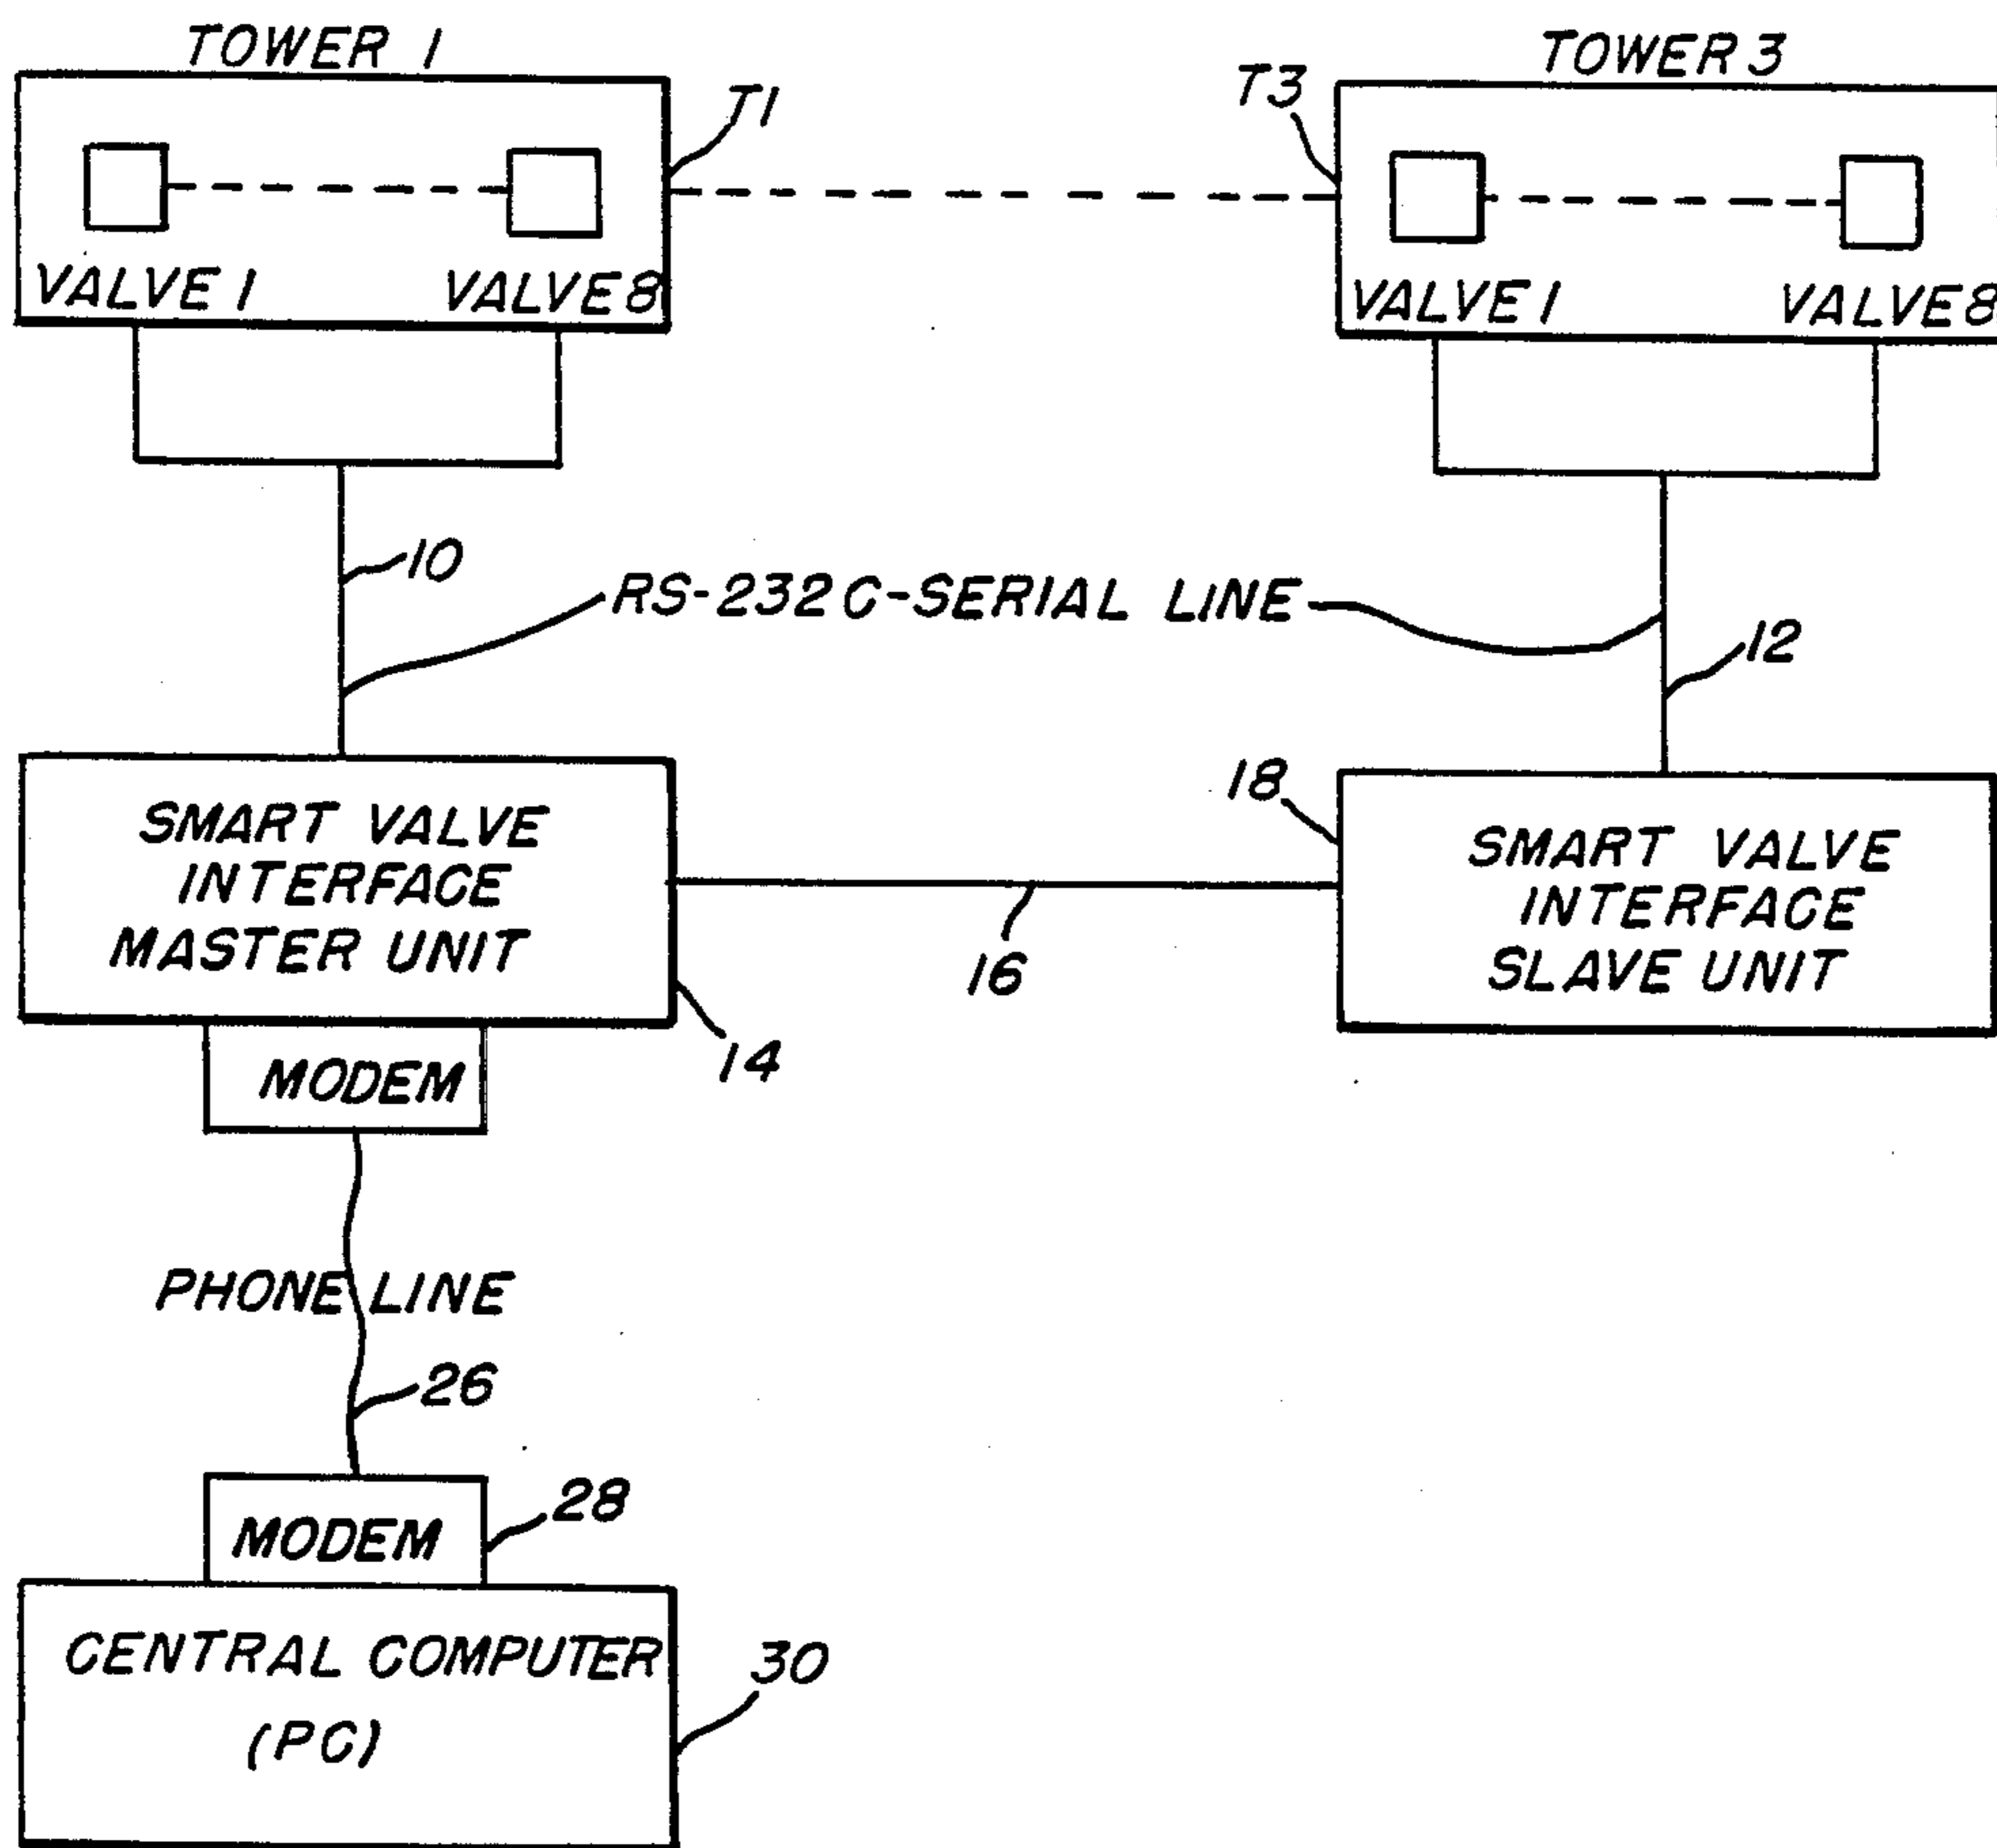 TOWER 1
TOWER 3
T1
T3
VALVE 1
VALVE 8
VALVE 1
VALVE 8
10
RS-232C-SERIAL LINE
12
18
SMART VALVE
INTERFACE
MASTER UNIT
SMART VALVE
INTERFACE
SLAVE UNIT
16
14
MODEM
PHONE LINE
26
28
MODEM
CENTRAL COMPUTER
(PC)
30